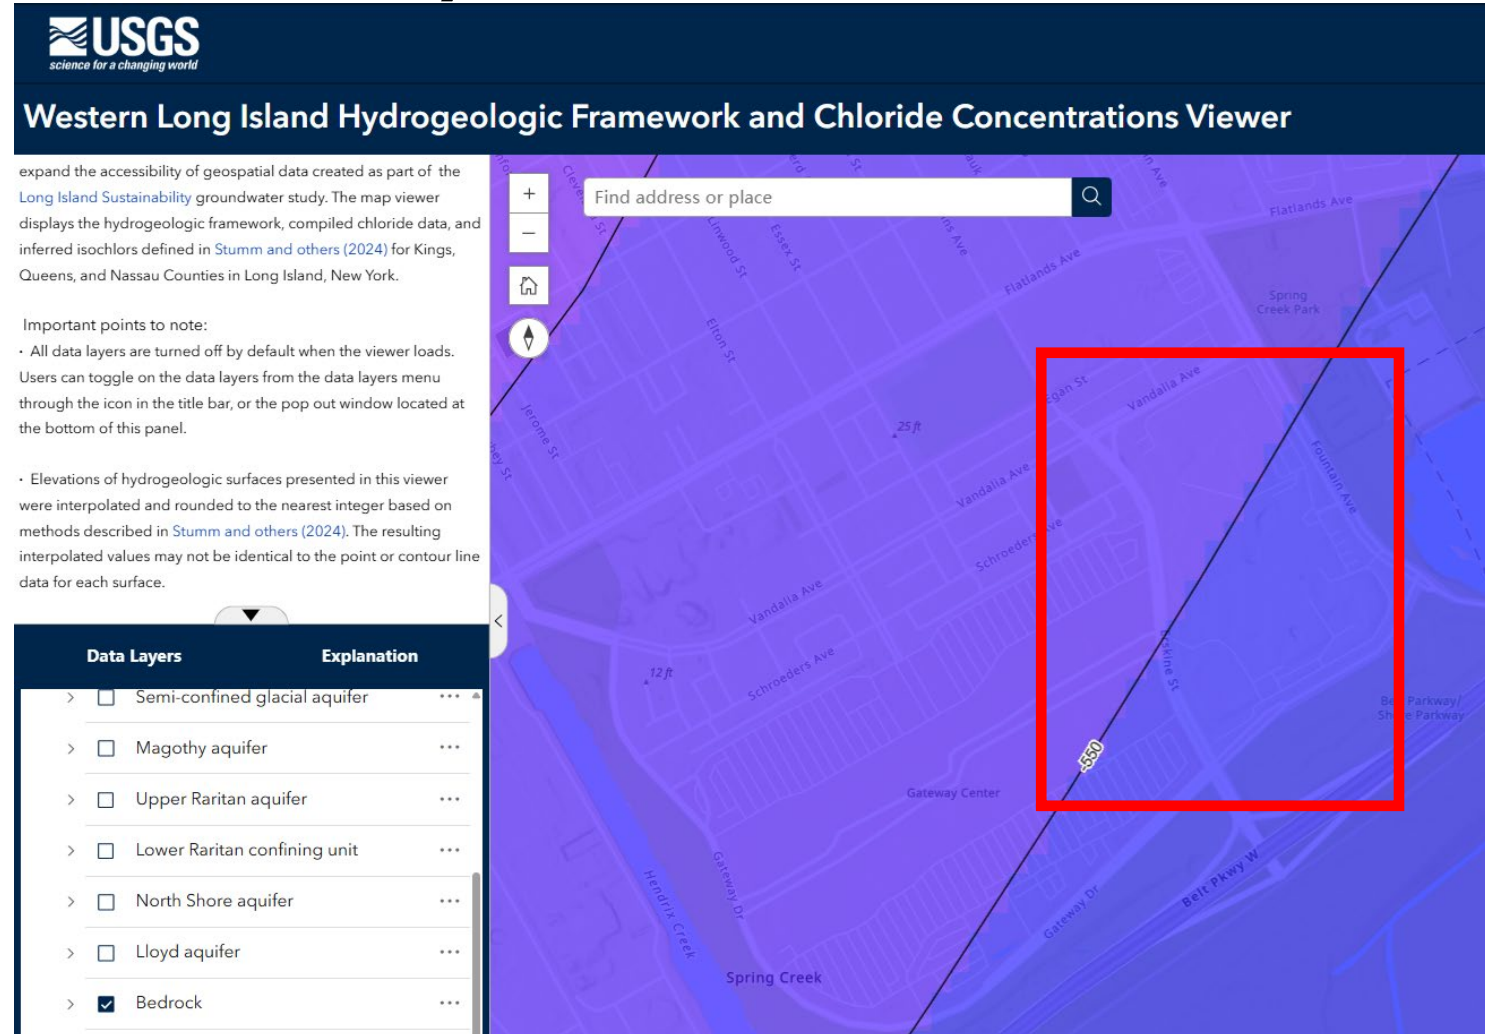 USGS
science for a changing world
Western Long Island Hydrogeologic Framework and Chloride Concentrations Viewer
expand the accessibility of geospatial data created as part of the
Long Island Sustainability groundwater study. The map viewer
displays the hydrogeologic framework, compiled chloride data, and
inferred isochlors defined in Stumm and others (2024) for Kings,
Queens, and Nassau Counties in Long Island, New York.
Important points to note:
· All data layers are turned off by default when the viewer loads.
Users can toggle on the data layers from the data layers menu
through the icon in the title bar, or the pop out window located at
the bottom of this panel.
· Elevations of hydrogeologic surfaces presented in this viewer
were interpolated and rounded to the nearest integer based on
methods described in Stumm and others (2024). The resulting
interpolated values may not be identical to the point or contour line
data for each surface.
Data Layers
Explanation
Semi-confined glacial aquifer
Magothy aquifer
Upper Raritan aquifer
Lower Raritan confining unit
North Shore aquifer
Lloyd aquifer
Bedrock
Find address or place
Linwood St
Essex St
Flatlands Ave
Flatlands Ave
Spring
Creek Park
Elton St
Jerome St
Egan St
Vandalia Ave
25 ft
Vandalia Ave
Fountain Ave
Schroeders Ave
Vandalia Ave
12 ft
Schroeders Ave
Erskine St
Belt Parkway/
Shore Parkway
-550
Gateway Center
Gateway Dr
Hendrix Creek
Gateway Dr
Belt Pkwy W
Spring Creek